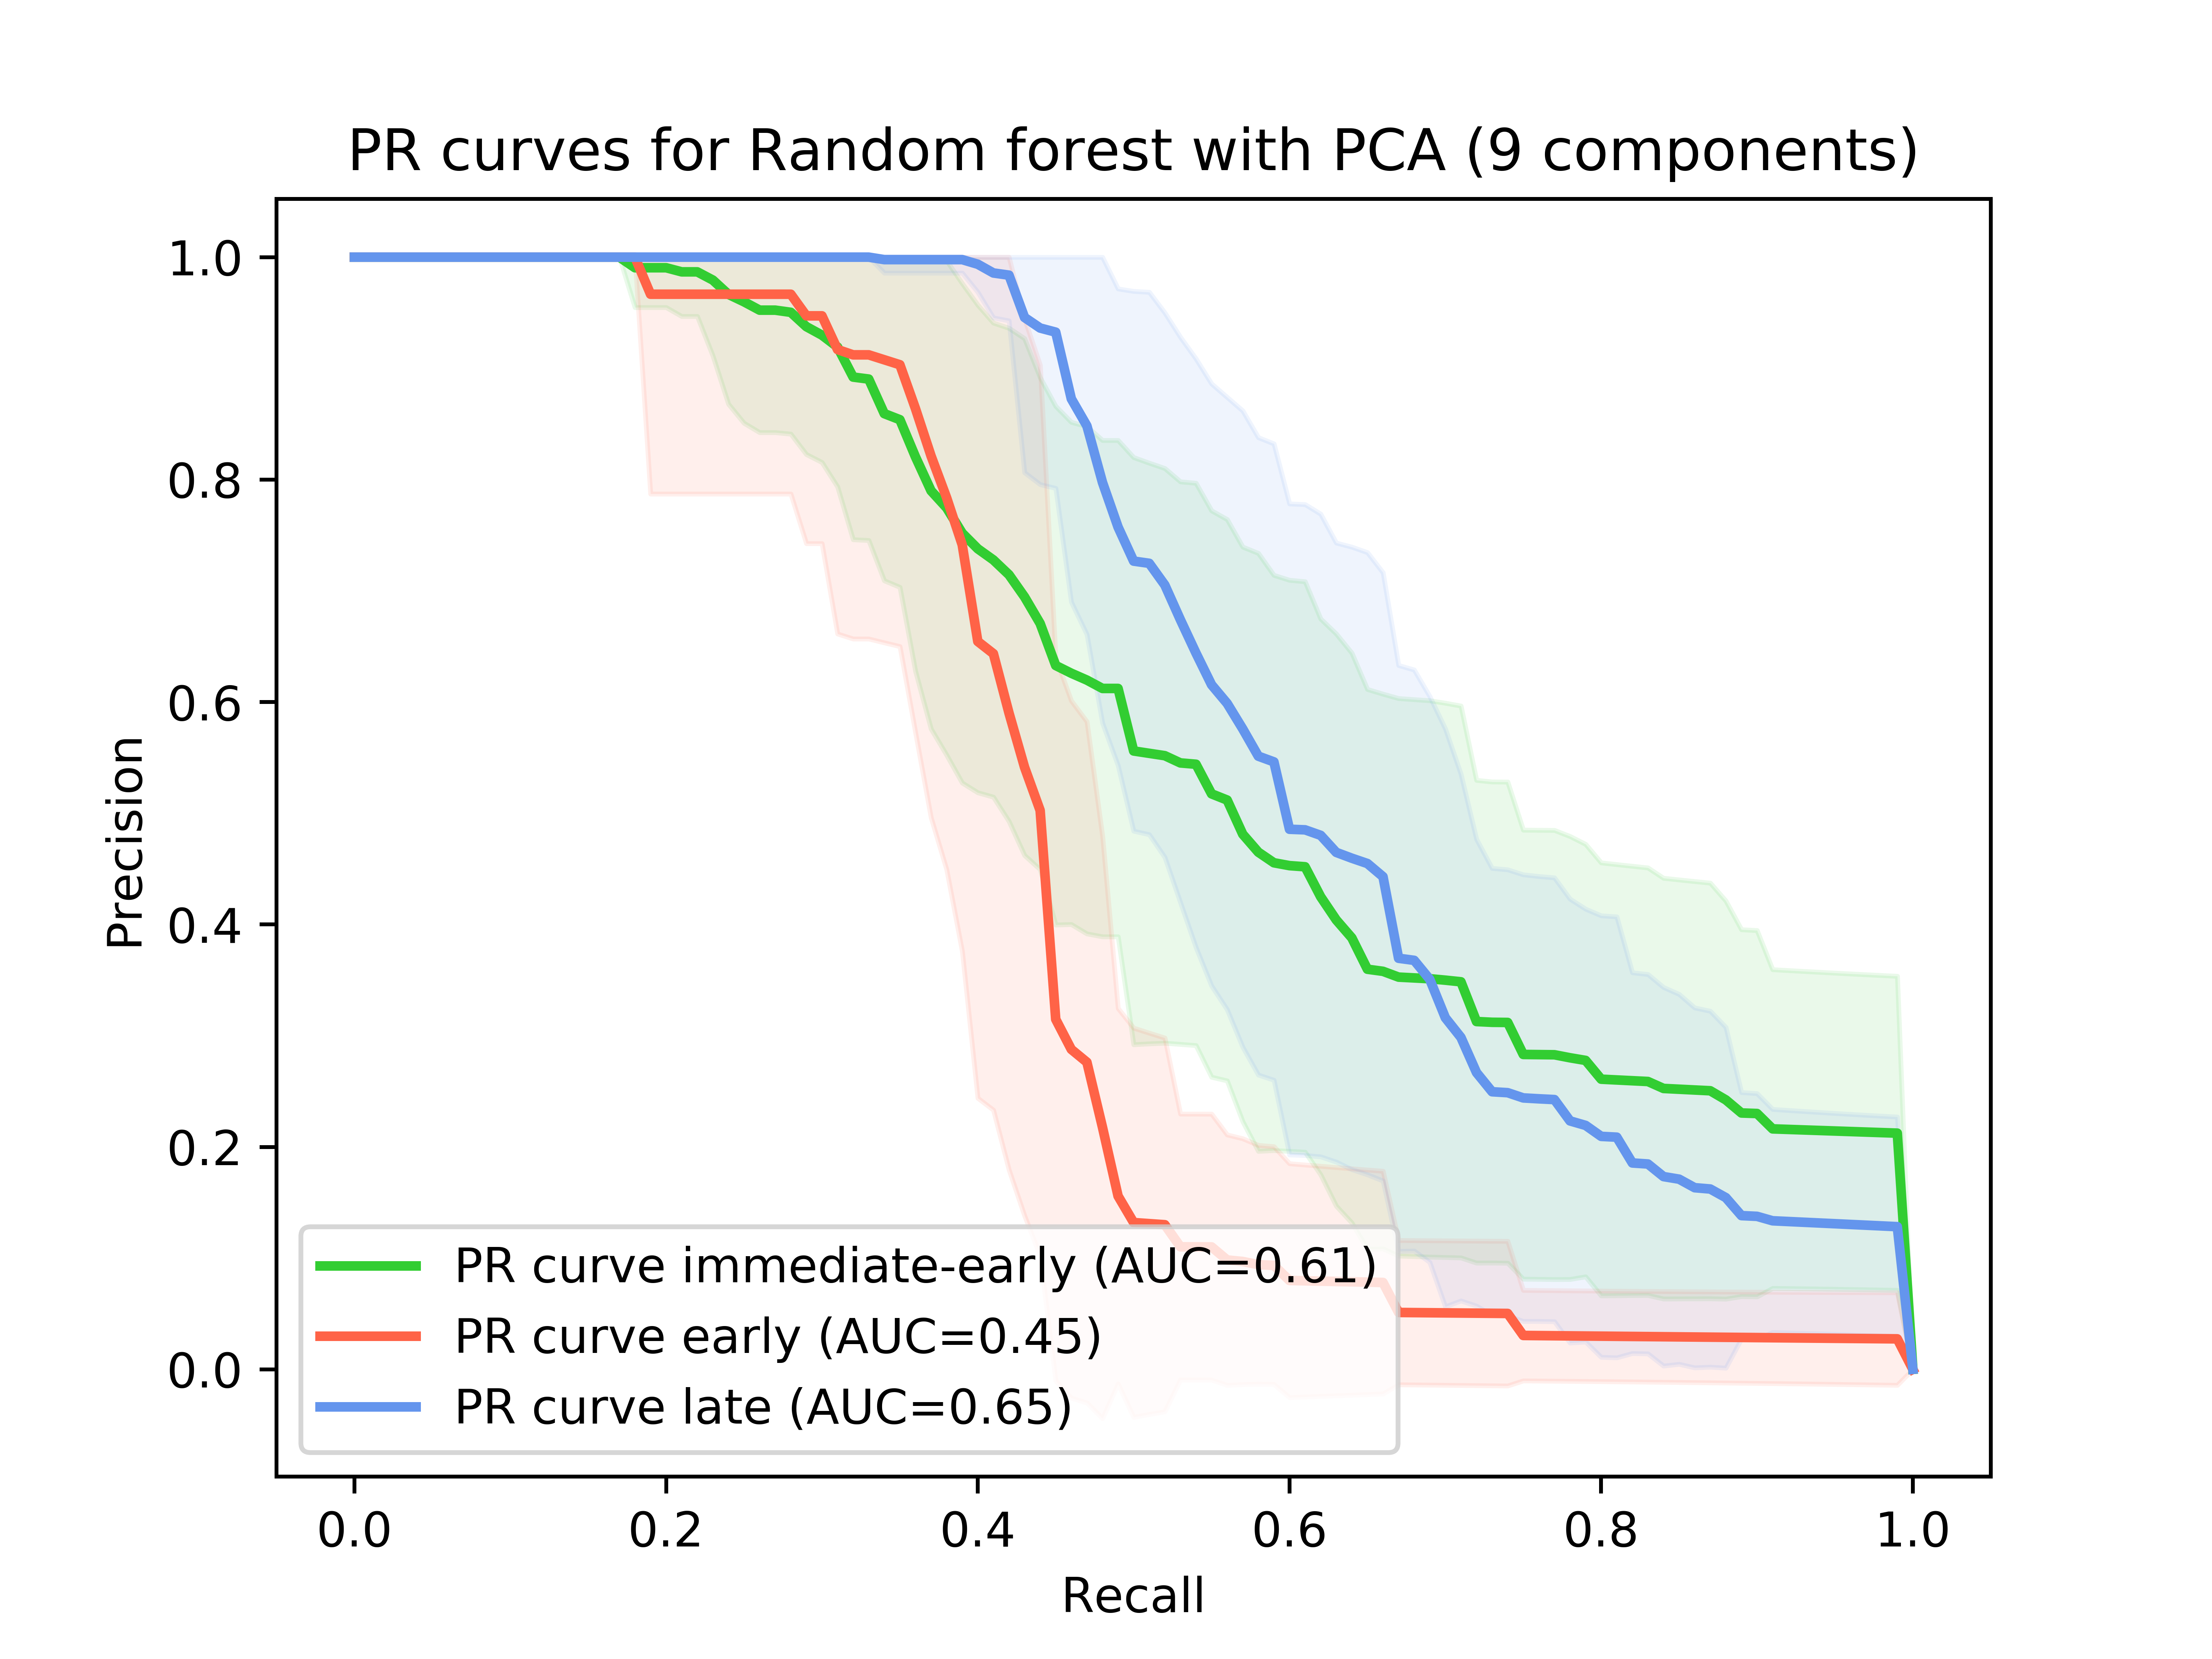 PR curves for Random forest with PCA (9 components)
1.0
0.8
0.6
0.4
0.2
0.0
Precision
PR curve immediate-early (AUC=0.61)
PR curve early (AUC=0.45)
PR curve late (AUC=0.65)
0.0 0.2 0.4 0.6 0.8 1.0
Recall